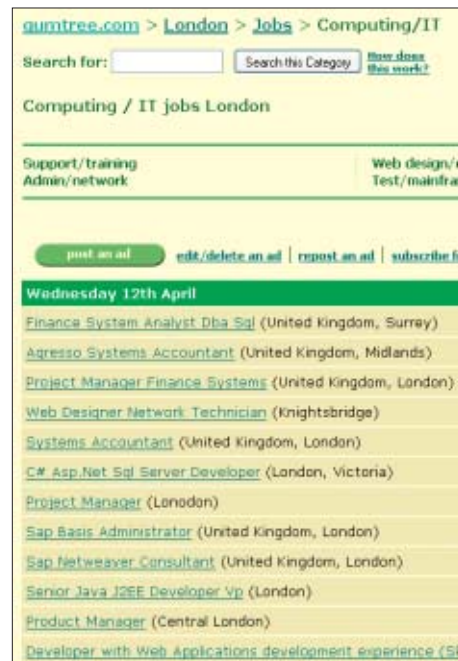 gumtree.com > London > Jobs > Computing/IT
Search for: Search this Category How does
this work?
Computing / IT jobs London
Support/training Web design/
Admin/network Test/mainfra
post an ad edit/delete an ad | repost an ad | subscribe f
Wednesday 12th April
Finance System Analyst Dba Sql (United Kingdom, Surrey)
Agresso Systems Accountant (United Kingdom, Midlands)
Project Manager Finance Systems (United Kingdom, London)
Web Designer Network Technician (Knightsbridge)
Systems Accountant (United Kingdom, London)
C# Asp.Net Sql Server Developer (London, Victoria)
Project Manager (Lonodon)
Sap Basis Administrator (United Kingdom, London)
Sap Netweaver Consultant (United Kingdom, London)
Senior Java J2EE Developer Vp (London)
Product Manager (Central London)
Developer with Web Applications development experience (S